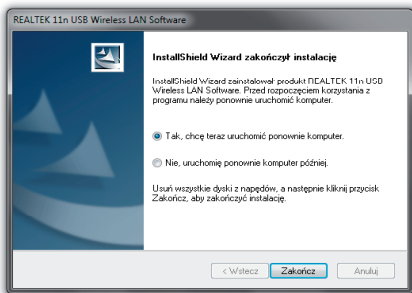 REALTEK 11n USB Wireless LAN Software
InstallShield Wizard zakończył instalację
InstallShield Wizard zainstalował produkt REALTEK 11n USB
Wireless LAN Software. Przed rozpoczęciem korzystania z
programu należy ponownie uruchomić komputer.
Tak, chcę teraz uruchomić ponownie komputer.
Nie, uruchomię ponownie komputer później.
Usuń wszystkie dyski z napędów, a następnie kliknij przycisk
Zakończ, aby zakończyć instalację.
< Wstecz Zakończ Anuluj